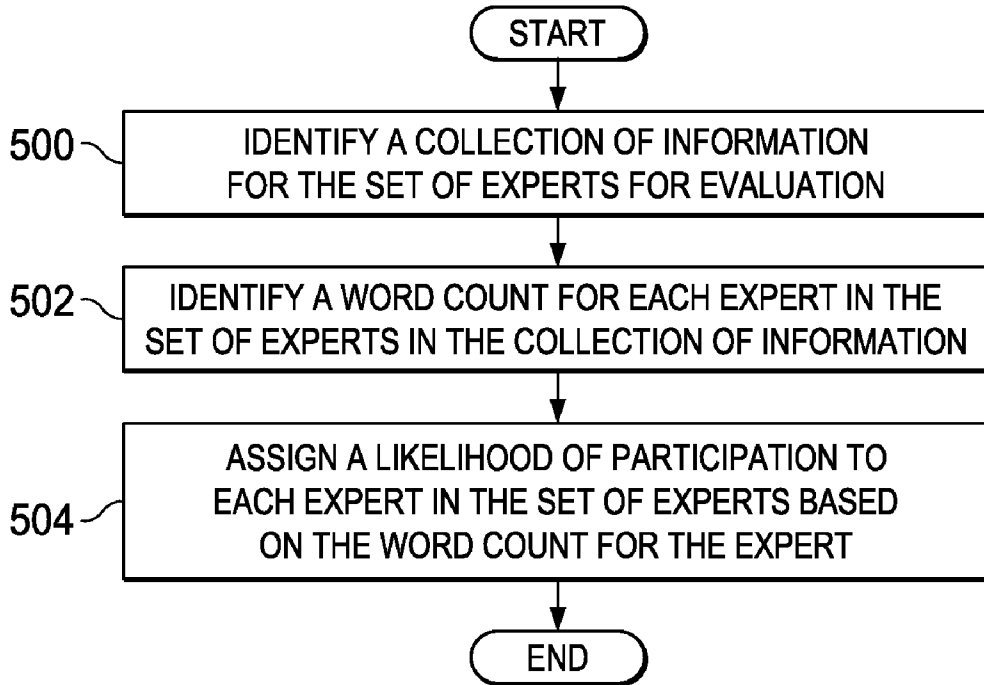 START
500
IDENTIFY A COLLECTION OF INFORMATION
FOR THE SET OF EXPERTS FOR EVALUATION
502
IDENTIFY A WORD COUNT FOR EACH EXPERT IN THE
SET OF EXPERTS IN THE COLLECTION OF INFORMATION
504
ASSIGN A LIKELIHOOD OF PARTICIPATION TO
EACH EXPERT IN THE SET OF EXPERTS BASED
ON THE WORD COUNT FOR THE EXPERT
END